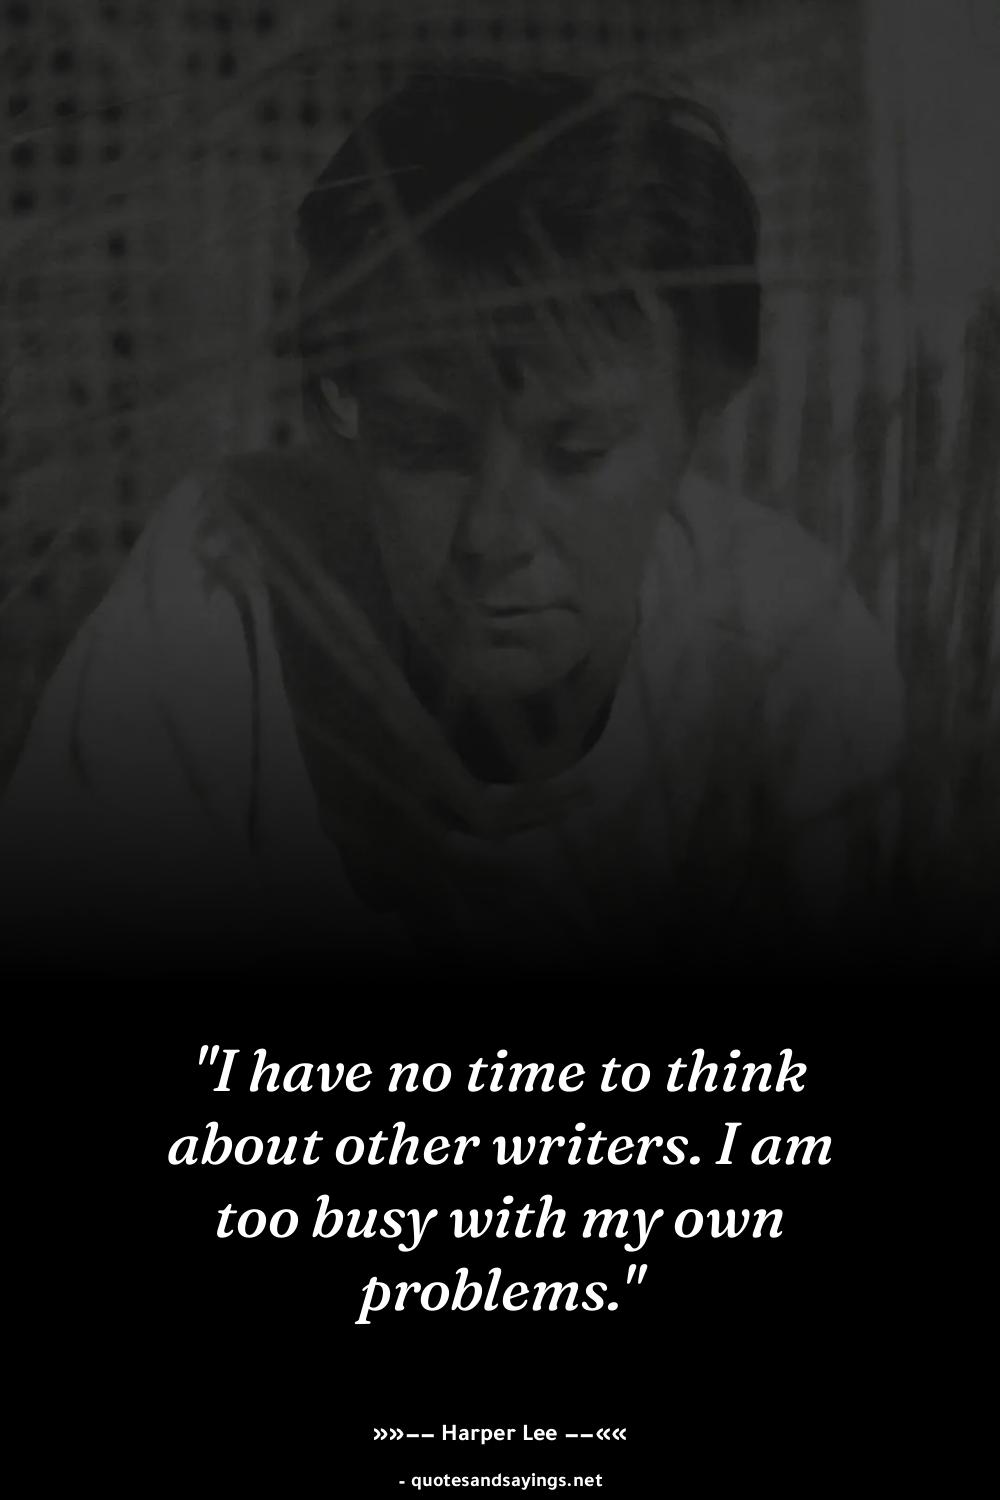 "I have no time to think
about other writers. I am
too busy with my own
problems."
»»–– Harper Lee ––««
- quotesandsayings.net